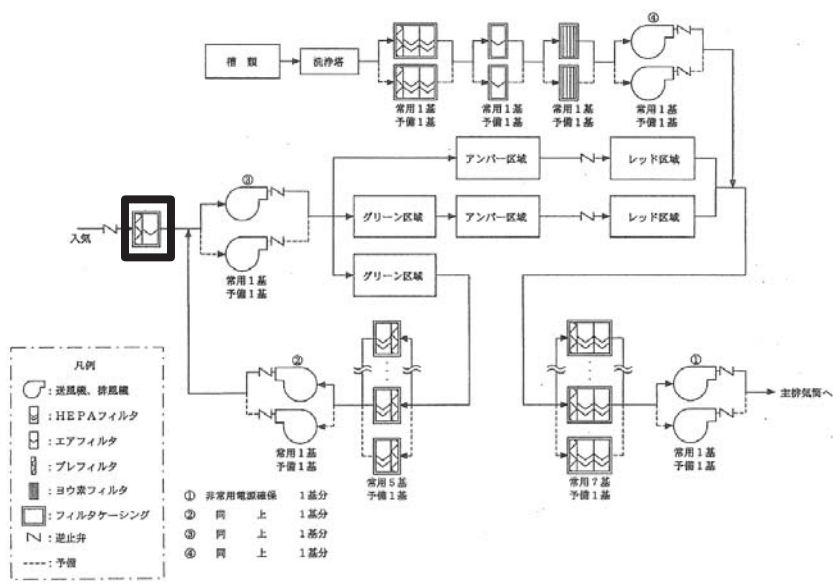 ④
槽類
洗浄塔
常用1基
予備1基
常用1基
予備1基
常用1基
予備1基
常用1基
予備1基
アンバー区域
レッド区域
③
入気
グリーン区域
アンバー区域
レッド区域
常用1基
予備1基
グリーン区域
凡例
:送風機、排風機
:HEPAフィルタ
:エアフィルタ
:プレフィルタ
:ヨウ素フィルタ
:フィルタケーシング
:逆止弁
:予備
②
常用1基
予備1基
常用5基
予備1基
常用7基
予備1基
①
主排気筒へ
常用1基
予備1基
① 非常用電源確保 1基分
② 同上 1基分
③ 同上 1基分
④ 同上 1基分